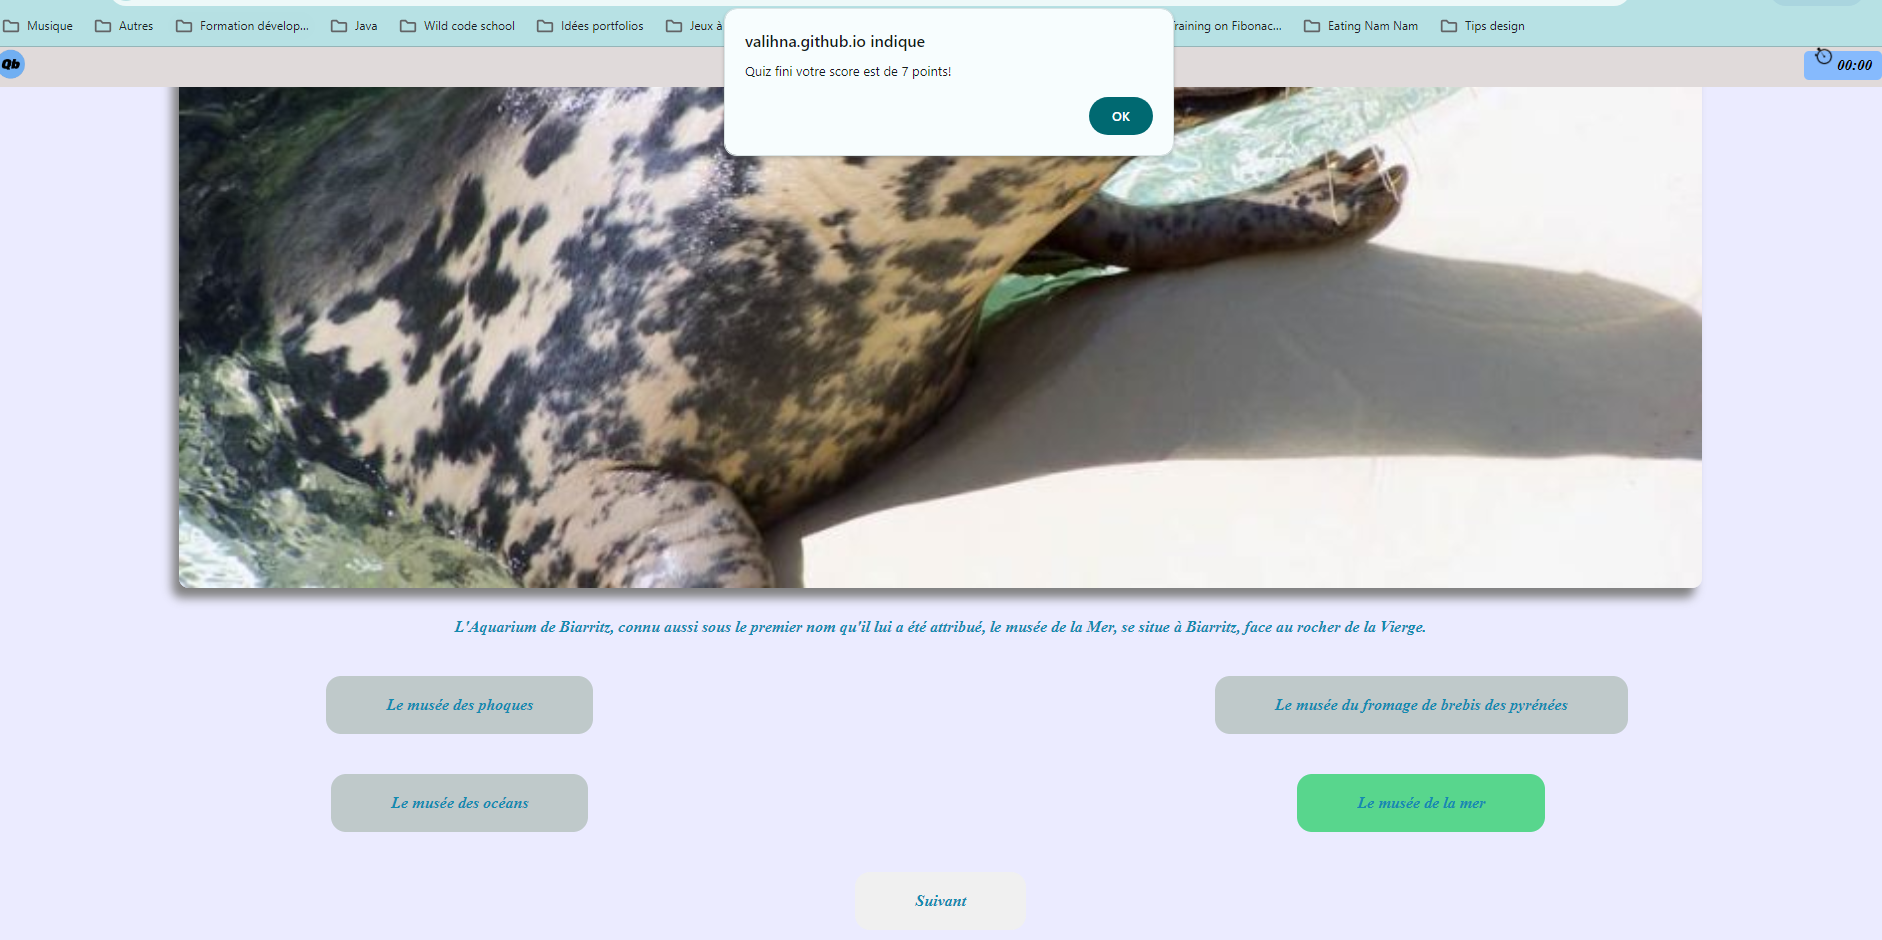 Musique
Autres
Formation dévelop...
Java
Wild code school
Idées portfolios
Jeux à
raining on Fibonac...
Eating Nam Nam
Tips design
valihna.github.io indique
Quiz fini votre score est de 7 points!
OK
Qb
00:00
L'Aquarium de Biarritz, connu aussi sous le premier nom qu'il lui a été attribué, le musée de la Mer, se situe à Biarritz, face au rocher de la Vierge.
Le musée des phoques
Le musée du fromage de brebis des pyrénées
Le musée des océans
Le musée de la mer
Suivant